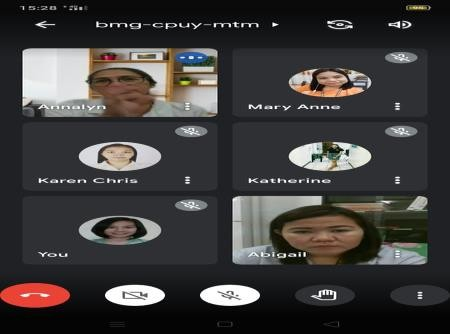 15:28
bmg-cpuy-mtm
Annalyn
Mary Anne
Karen Chris
Katherine
You
Abigail